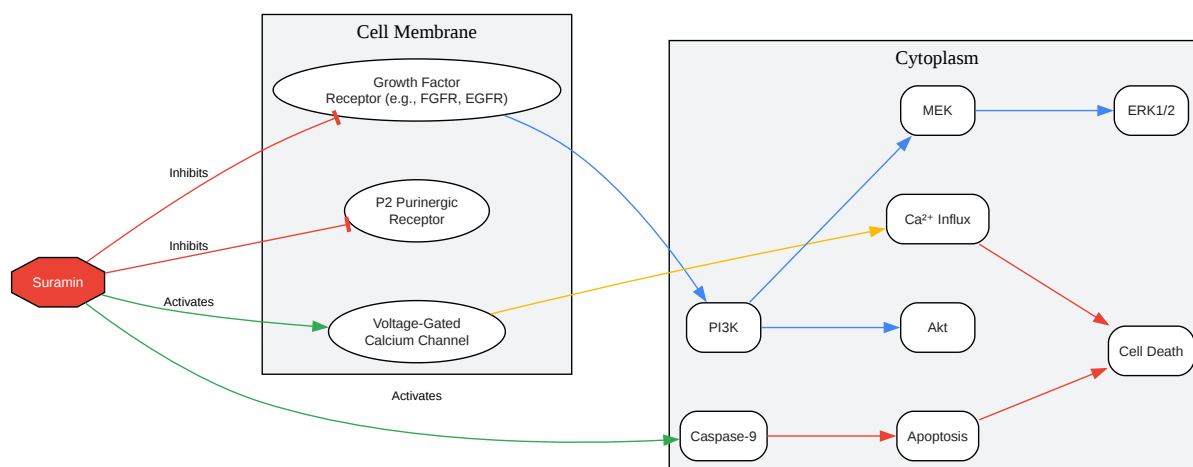 Cell Membrane
Growth Factor
Receptor (e.g., FGFR, EGFR)
Inhibits
P2 Purinergic
Receptor
Inhibits
Suramin
Activates
Voltage-Gated
Calcium Channel
Activates
Cytoplasm
MEK
ERK1/2
Ca²⁺ Influx
PI3K
Akt
Cell Death
Caspase-9
Apoptosis